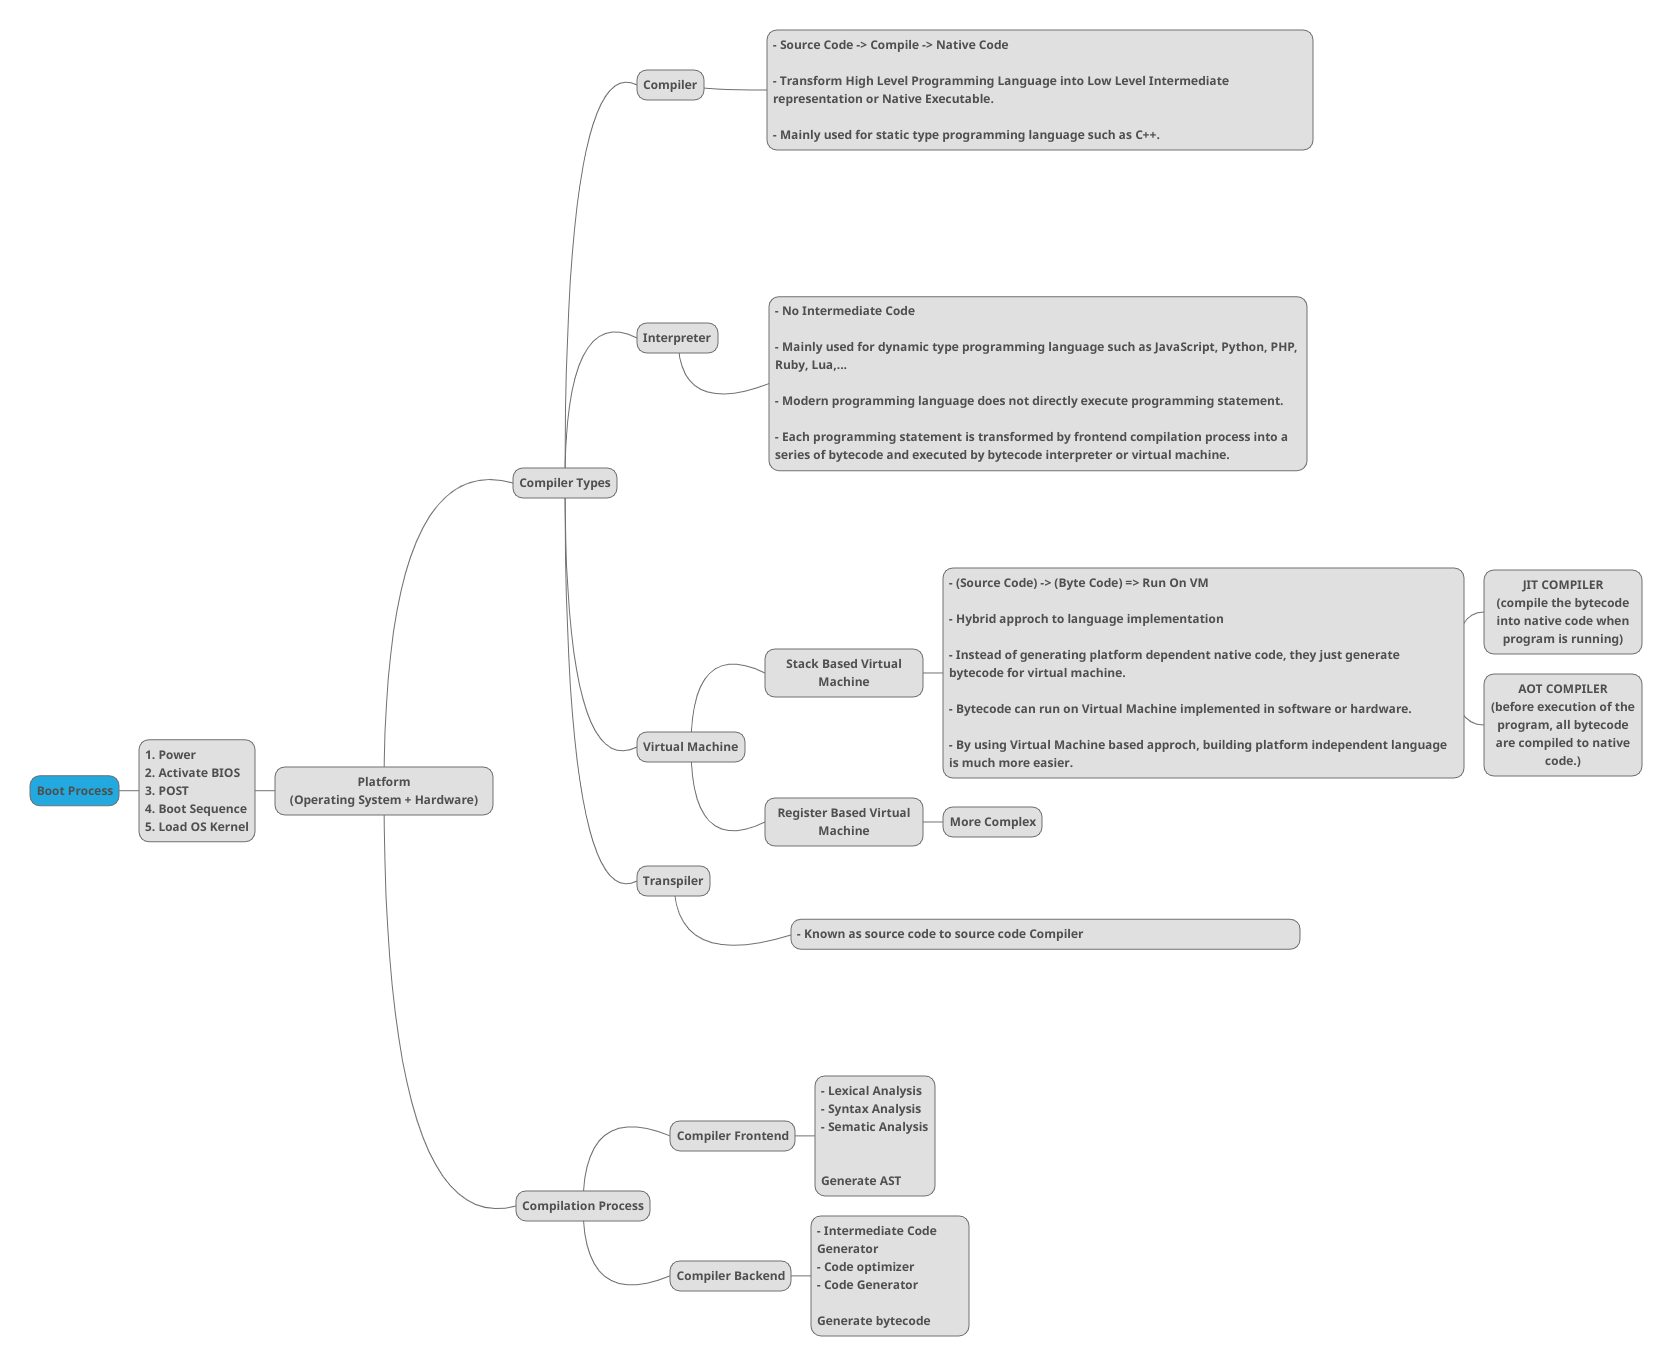 Boot Process
1. Power
2. Activate BIOS
3. POST
4. Boot Sequence
5. Load OS Kernel
Platform
(Operating System + Hardware)
Compiler Types
Compiler
- Source Code -> Compile -> Native Code
- Transform High Level Programming Language into Low Level Intermediate
representation or Native Executable.
- Mainly used for static type programming language such as C++.
Interpreter
- No Intermediate Code
- Mainly used for dynamic type programming language such as JavaScript, Python, PHP,
Ruby, Lua,...
- Modern programming language does not directly execute programming statement.
- Each programming statement is transformed by frontend compilation process into a
series of bytecode and executed by bytecode interpreter or virtual machine.
Virtual Machine
Stack Based Virtual
Machine
- (Source Code) -> (Byte Code) => Run On VM
- Hybrid approch to language implementation
- Instead of generating platform dependent native code, they just generate
bytecode for virtual machine.
- Bytecode can run on Virtual Machine implemented in software or hardware.
- By using Virtual Machine based approch, building platform independent language
is much more easier.
JIT COMPILER
(compile the bytecode
into native code when
program is running)
AOT COMPILER
(before execution of the
program, all bytecode
are compiled to native
code.)
Register Based Virtual
Machine
More Complex
Transpiler
- Known as source code to source code Compiler
Compilation Process
Compiler Frontend
- Lexical Analysis
- Syntax Analysis
- Sematic Analysis
Generate AST
Compiler Backend
- Intermediate Code
Generator
- Code optimizer
- Code Generator
Generate bytecode